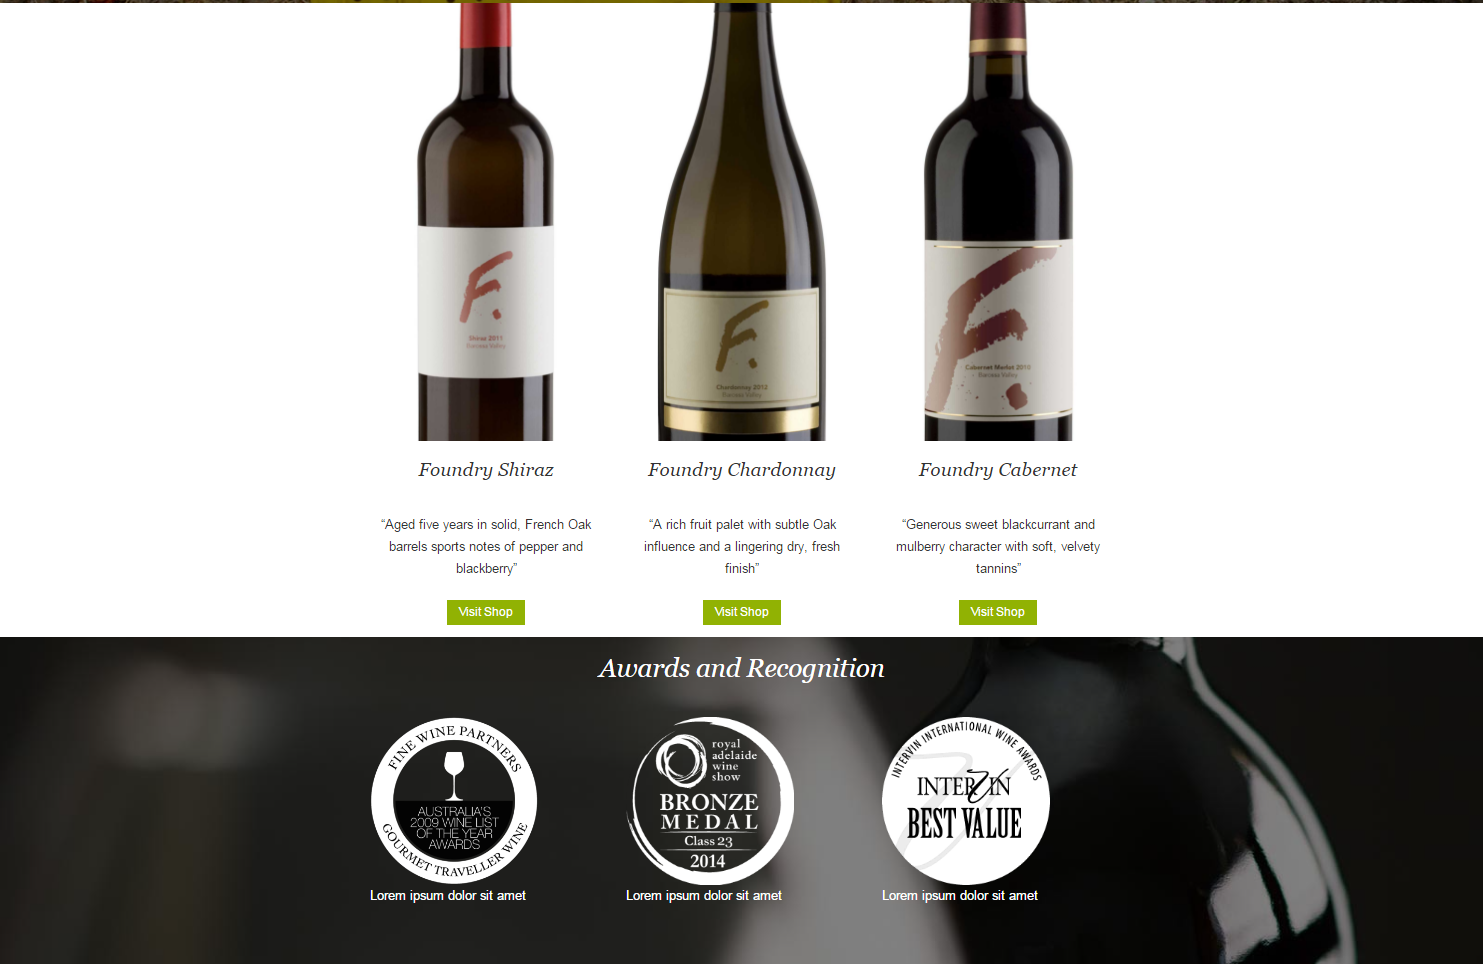 F.
Shiraz 2011
Barossa Valley
F.
Chardonnay 2012
Barossa Valley
F.
Cabernet Merlot 2010
Barossa Valley
Foundry Shiraz
Foundry Chardonnay
Foundry Cabernet
“Aged five years in solid, French Oak
barrels sports notes of pepper and
blackberry”
“A rich fruit palet with subtle Oak
influence and a lingering dry, fresh
finish”
“Generous sweet blackcurrant and
mulberry character with soft, velvety
tannins”
Visit Shop
Visit Shop
Visit Shop
Awards and Recognition
FINE WINE PARTNERS
AUSTRALIA'S
2009 WINE LIST
OF THE YEAR
AWARDS
GOURMET TRAVELLER WINE
royal
adelaide
wine
show
BRONZE
MEDAL
Class 23
2014
INTERVIN INTERNATIONAL WINE AWARDS
INTERVIN
BEST VALUE
Lorem ipsum dolor sit amet
Lorem ipsum dolor sit amet
Lorem ipsum dolor sit amet